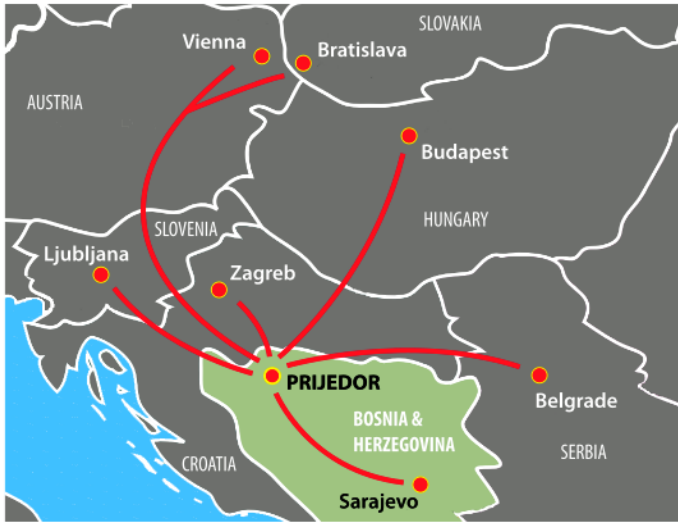 SLOVAKIA
Vienna
Bratislava
AUSTRIA
Budapest
HUNGARY
SLOVENIA
Ljubljana
Zagreb
PRIJEDOR
Belgrade
BOSNIA &
HERZEGOVINA
SERBIA
CROATIA
Sarajevo